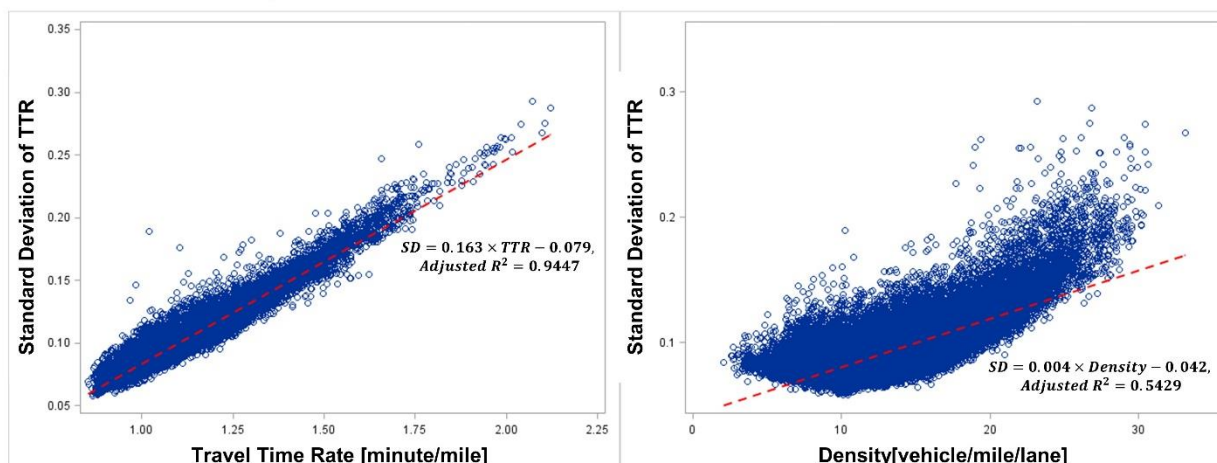 0.35
0.30
0.25
0.20
0.15
0.10
0.05
Standard Deviation of TTR
SD = 0.163 × TTR − 0.079,
Adjusted R² = 0.9447
1.00 1.25 1.50 1.75 2.00 2.25
Travel Time Rate [minute/mile]
0.3
0.2
0.1
Standard Deviation of TTR
SD = 0.004 × Density − 0.042,
Adjusted R² = 0.5429
0 10 20 30
Density[vehicle/mile/lane]